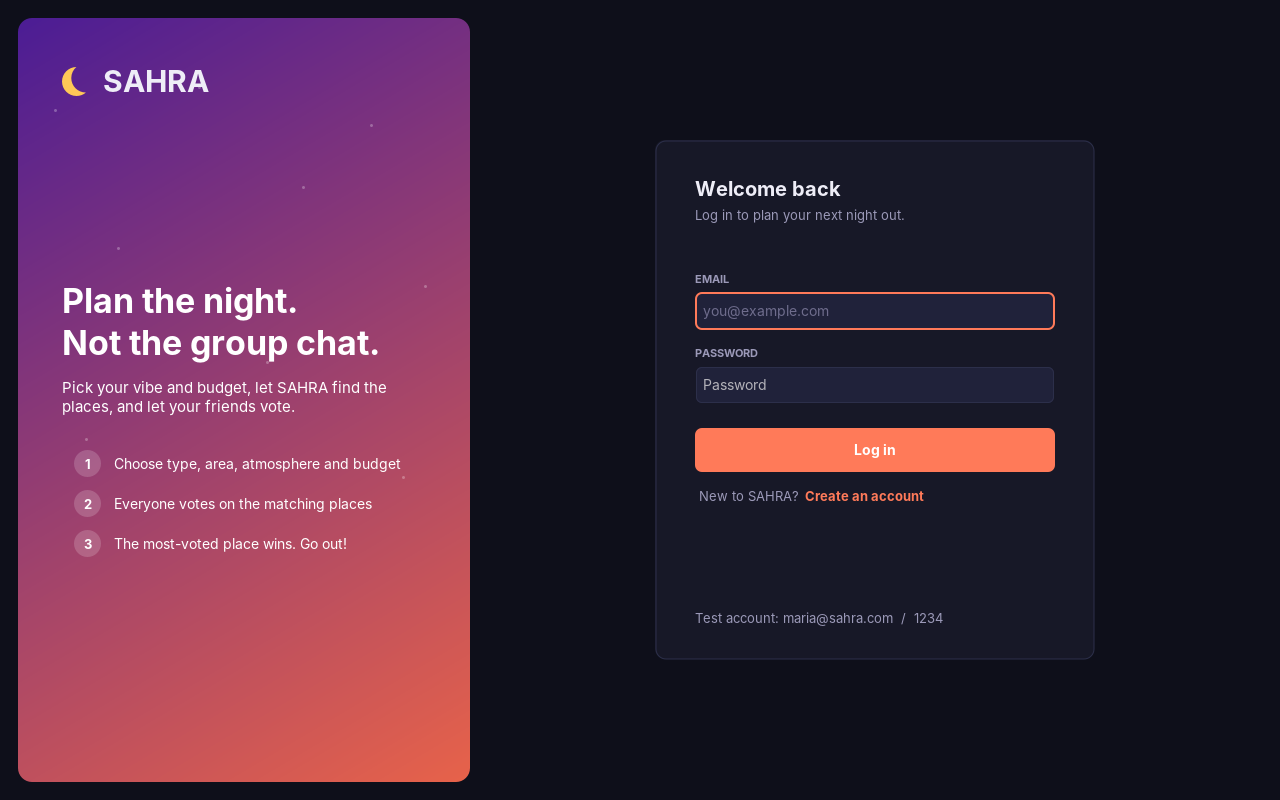 SAHRA
Plan the night.
Not the group chat.
Pick your vibe and budget, let SAHRA find the
places, and let your friends vote.
1 Choose type, area, atmosphere and budget
2 Everyone votes on the matching places
3 The most-voted place wins. Go out!
Welcome back
Log in to plan your next night out.
EMAIL
you@example.com
PASSWORD
Password
Log in
New to SAHRA? Create an account
Test account: maria@sahra.com / 1234